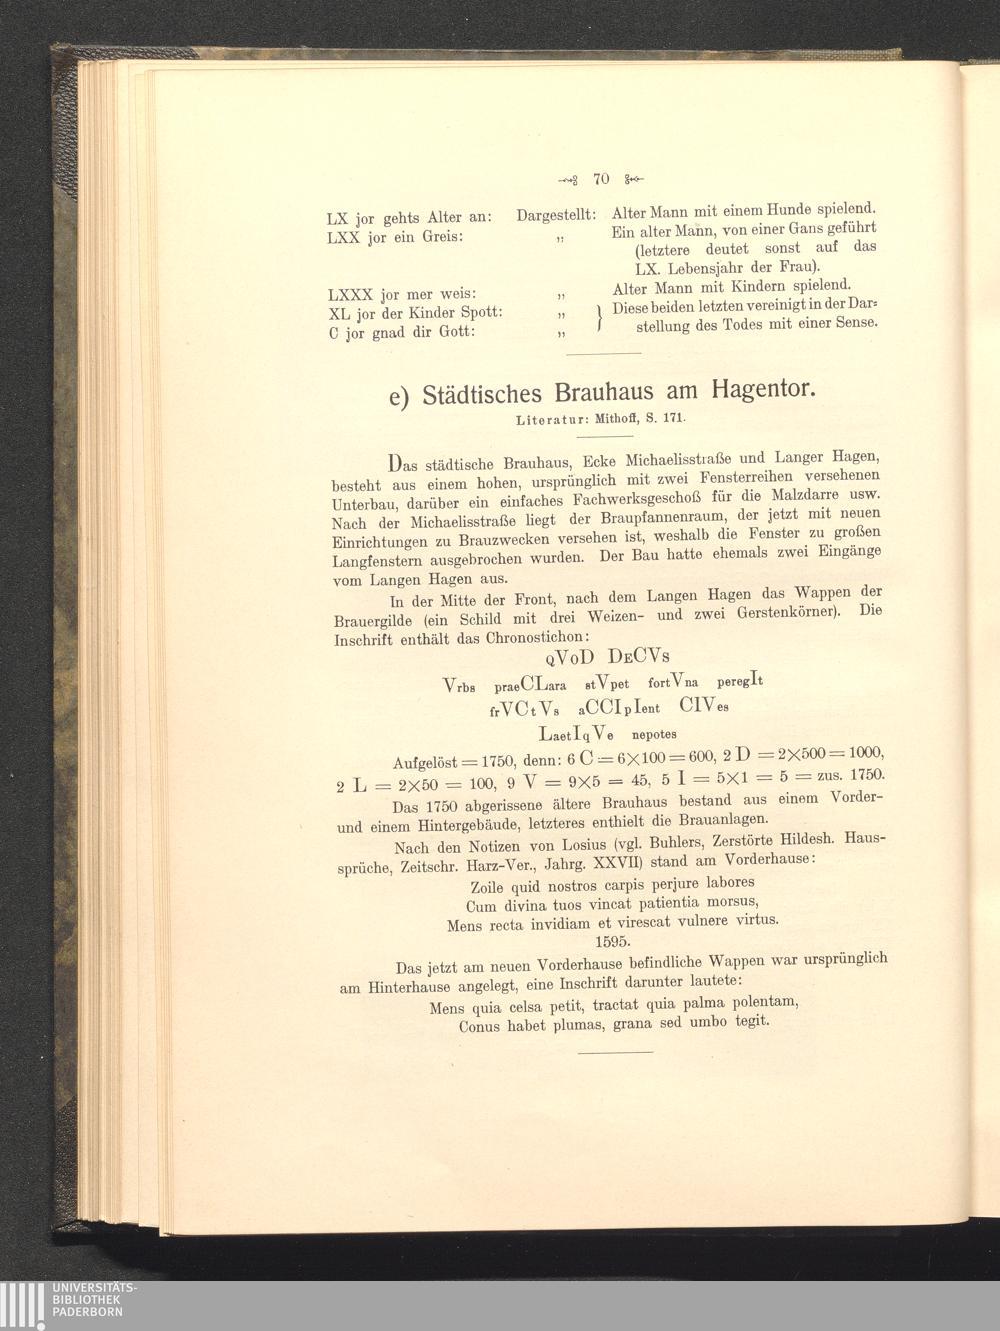 70
LX jor gehts Alter an: Dargestellt: Alter Mann mit einem Hunde spielend.
LXX jor ein Greis: „ Ein alter Mann, von einer Gans geführt
(letztere deutet sonst auf das
LX. Lebensjahr der Frau).
LXXX jor mer weis: „ Alter Mann mit Kindern spielend.
XL jor der Kinder Spott: „ } Diese beiden letzten vereinigt in der Dar-
C jor gnad dir Gott: „ stellung des Todes mit einer Sense.
e) Städtisches Brauhaus am Hagentor.
Literatur: Mithoff, S. 171.
Das städtische Brauhaus, Ecke Michaelisstraße und Langer Hagen,
besteht aus einem hohen, ursprünglich mit zwei Fensterreihen versehenen
Unterbau, darüber ein einfaches Fachwerksgeschoß für die Malzdarre usw.
Nach der Michaelisstraße liegt der Braupfannenraum, der jetzt mit neuen
Einrichtungen zu Brauzwecken versehen ist, weshalb die Fenster zu großen
Langfenstern ausgebrochen wurden. Der Bau hatte ehemals zwei Eingänge
vom Langen Hagen aus.
In der Mitte der Front, nach dem Langen Hagen das Wappen der
Brauergilde (ein Schild mit drei Weizen- und zwei Gerstenkörner). Die
Inschrift enthält das Chronostichon:
QVOD DECVS
Vrbs praeCLara stVpet fortVna peregIt
frVCtVs aCCIpIent CIVes
LaetIqVe nepotes
Aufgelöst = 1750, denn: 6 C = 6×100 = 600, 2 D = 2×500 = 1000,
2 L = 2×50 = 100, 9 V = 9×5 = 45, 5 I = 5×1 = 5 = zus. 1750.
Das 1750 abgerissene ältere Brauhaus bestand aus einem Vorder-
und einem Hintergebäude, letzteres enthielt die Brauanlagen.
Nach den Notizen von Losius (vgl. Buhlers, Zerstörte Hildesh. Haus-
sprüche, Zeitschr. Harz-Ver., Jahrg. XXVII) stand am Vorderhause:
Zoile quid nostros carpis perjure labores
Cum divina tuos vincat patientia morsus,
Mens recta invidiam et virescat vulnere virtus.
1595.
Das jetzt am neuen Vorderhause befindliche Wappen war ursprünglich
am Hinterhause angelegt, eine Inschrift darunter lautete:
Mens quia celsa petit, tractat quia palma polentam,
Conus habet plumas, grana sed umbo tegit.
UNIVERSITÄTS-
BIBLIOTHEK
PADERBORN